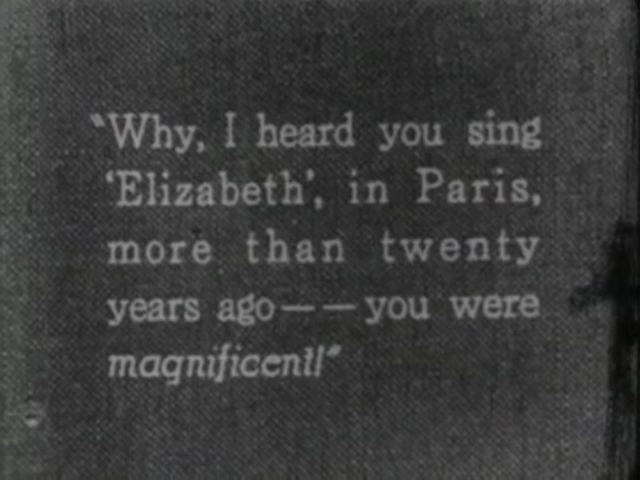 "Why, I heard you sing
'Elizabeth', in Paris,
more than twenty
years ago——you were
magnificent!"